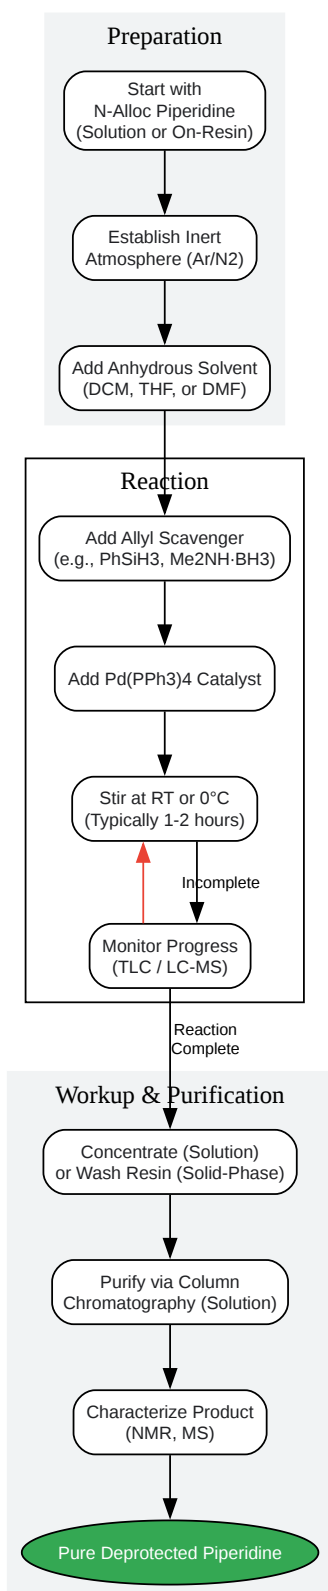 Preparation
Start with
N-Alloc Piperidine
(Solution or On-Resin)
Establish Inert
Atmosphere (Ar/N2)
Add Anhydrous Solvent
(DCM, THF, or DMF)
Reaction
Add Allyl Scavenger
(e.g., PhSiH3, Me2NH·BH3)
Add Pd(PPh3)4 Catalyst
Stir at RT or 0°C
(Typically 1-2 hours)
Incomplete
Monitor Progress
(TLC / LC-MS)
Reaction
Complete
Workup & Purification
Concentrate (Solution)
or Wash Resin (Solid-Phase)
Purify via Column
Chromatography (Solution)
Characterize Product
(NMR, MS)
Pure Deprotected Piperidine